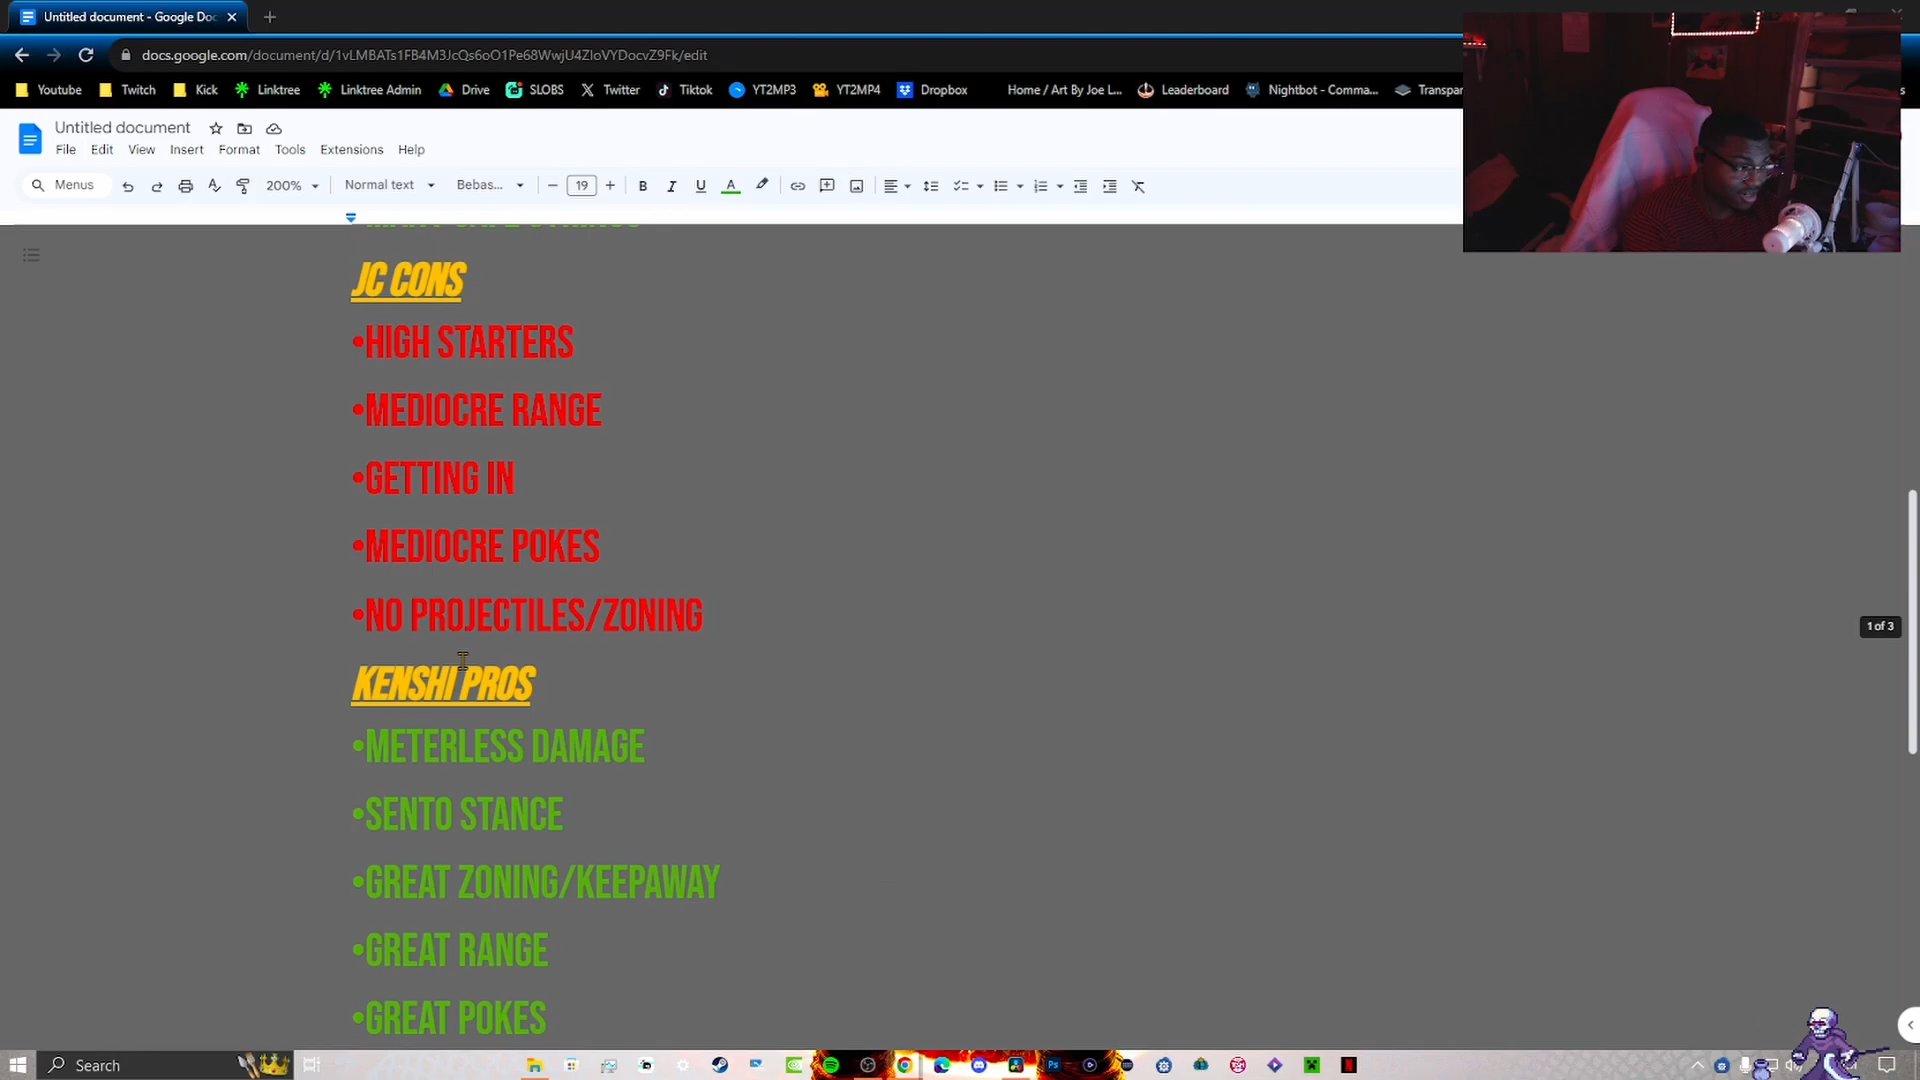 Untitled document - Google Doc
docs.google.com/document/d/1vLMBATs1FB4M3JcQs6oO1Pe68WwjU4ZIoVYDocvZ9Fk/edit
Youtube Twitch Kick Linktree Linktree Admin Drive SLOBS Twitter Tiktok YT2MP3 YT2MP4 Dropbox Home / Art By Joe L... Leaderboard Nightbot - Comma... Transpar
Untitled document
File Edit View Insert Format Tools Extensions Help
Menus 200% Normal text Bebas... 19
JC CONS
•HIGH STARTERS
•MEDIOCRE RANGE
•GETTING IN
•MEDIOCRE POKES
•NO PROJECTILES/ZONING
1 of 3
KENSHI PROS
•METERLESS DAMAGE
•SENTO STANCE
•GREAT ZONING/KEEPAWAY
•GREAT RANGE
•GREAT POKES
Search